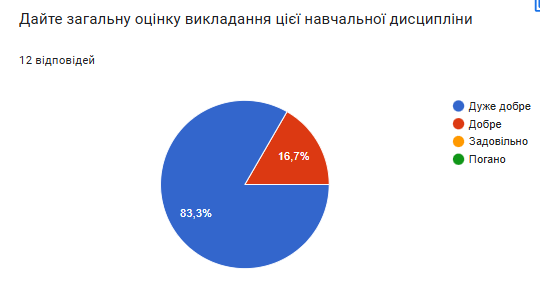 Дайте загальну оцінку викладання цієї навчальної дисципліни
12 відповідей
Дуже добре
Добре
Задовільно
Погано
16,7%
83,3%